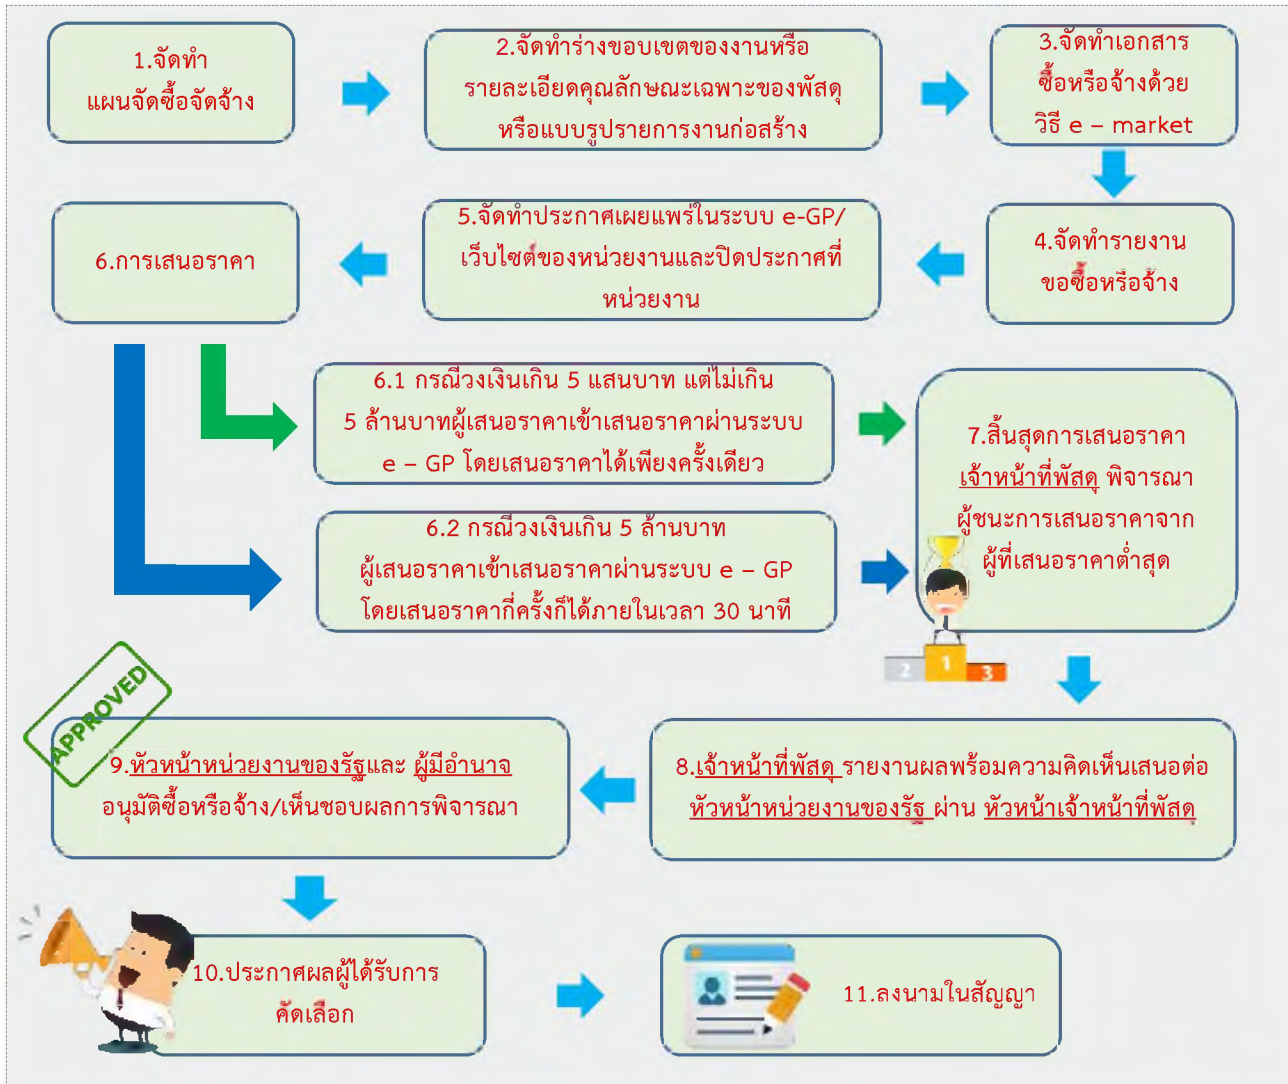 1.จัดทำ
แผนจัดซื้อจัดจ้าง
2.จัดทำร่างขอบเขตของงานหรือ
รายละเอียดคุณลักษณะเฉพาะของพัสดุ
หรือแบบรูปรายการงานก่อสร้าง
3.จัดทำเอกสาร
ซื้อหรือจ้างด้วย
วิธี e – market
4.จัดทำรายงาน
ขอซื้อหรือจ้าง
5.จัดทำประกาศเผยแพร่ในระบบ e-GP/
เว็บไซต์ของหน่วยงานและปิดประกาศที่
หน่วยงาน
6.การเสนอราคา
6.1 กรณีวงเงินเกิน 5 แสนบาท แต่ไม่เกิน
5 ล้านบาทผู้เสนอราคาเข้าเสนอราคาผ่านระบบ
e – GP โดยเสนอราคาได้เพียงครั้งเดียว
6.2 กรณีวงเงินเกิน 5 ล้านบาท
ผู้เสนอราคาเข้าเสนอราคาผ่านระบบ e – GP
โดยเสนอราคากี่ครั้งก็ได้ภายในเวลา 30 นาที
7.สิ้นสุดการเสนอราคา
เจ้าหน้าที่พัสดุ พิจารณา
ผู้ชนะการเสนอราคาจาก
ผู้ที่เสนอราคาต่ำสุด
2
1
3
8.เจ้าหน้าที่พัสดุ รายงานผลพร้อมความคิดเห็นเสนอต่อ
หัวหน้าหน่วยงานของรัฐ ผ่าน หัวหน้าเจ้าหน้าที่พัสดุ
APPROVED
9.หัวหน้าหน่วยงานของรัฐและ ผู้มีอำนาจ
อนุมัติซื้อหรือจ้าง/เห็นชอบผลการพิจารณา
10.ประกาศผลผู้ได้รับการ
คัดเลือก
11.ลงนามในสัญญา